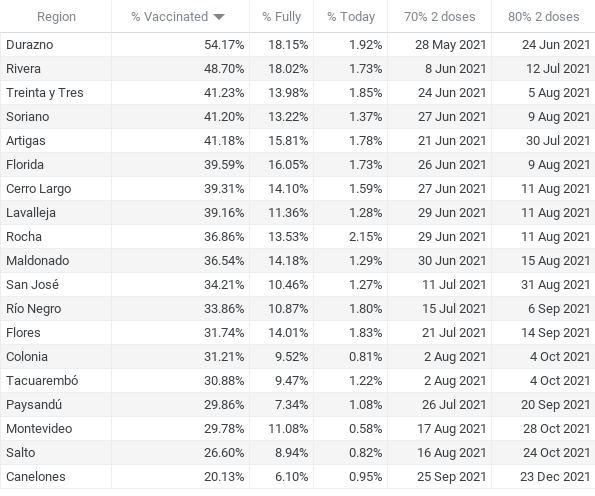 Region % Vaccinated % Fully % Today 70% 2 doses 80% 2 doses
Durazno 54.17% 18.15% 1.92% 28 May 2021 24 Jun 2021
Rivera 48.70% 18.02% 1.73% 8 Jun 2021 12 Jul 2021
Treinta y Tres 41.23% 13.98% 1.85% 24 Jun 2021 5 Aug 2021
Soriano 41.20% 13.22% 1.37% 27 Jun 2021 9 Aug 2021
Artigas 41.18% 15.81% 1.78% 21 Jun 2021 30 Jul 2021
Florida 39.59% 16.05% 1.73% 26 Jun 2021 9 Aug 2021
Cerro Largo 39.31% 14.10% 1.59% 27 Jun 2021 11 Aug 2021
Lavalleja 39.16% 11.36% 1.28% 29 Jun 2021 11 Aug 2021
Rocha 36.86% 13.53% 2.15% 29 Jun 2021 11 Aug 2021
Maldonado 36.54% 14.18% 1.29% 30 Jun 2021 15 Aug 2021
San José 34.21% 10.46% 1.27% 11 Jul 2021 31 Aug 2021
Río Negro 33.86% 10.87% 1.80% 15 Jul 2021 6 Sep 2021
Flores 31.74% 14.01% 1.83% 21 Jul 2021 14 Sep 2021
Colonia 31.21% 9.52% 0.81% 2 Aug 2021 4 Oct 2021
Tacuarembó 30.88% 9.47% 1.22% 2 Aug 2021 4 Oct 2021
Paysandú 29.86% 7.34% 1.08% 26 Jul 2021 20 Sep 2021
Montevideo 29.78% 11.08% 0.58% 17 Aug 2021 28 Oct 2021
Salto 26.60% 8.94% 0.82% 16 Aug 2021 24 Oct 2021
Canelones 20.13% 6.10% 0.95% 25 Sep 2021 23 Dec 2021